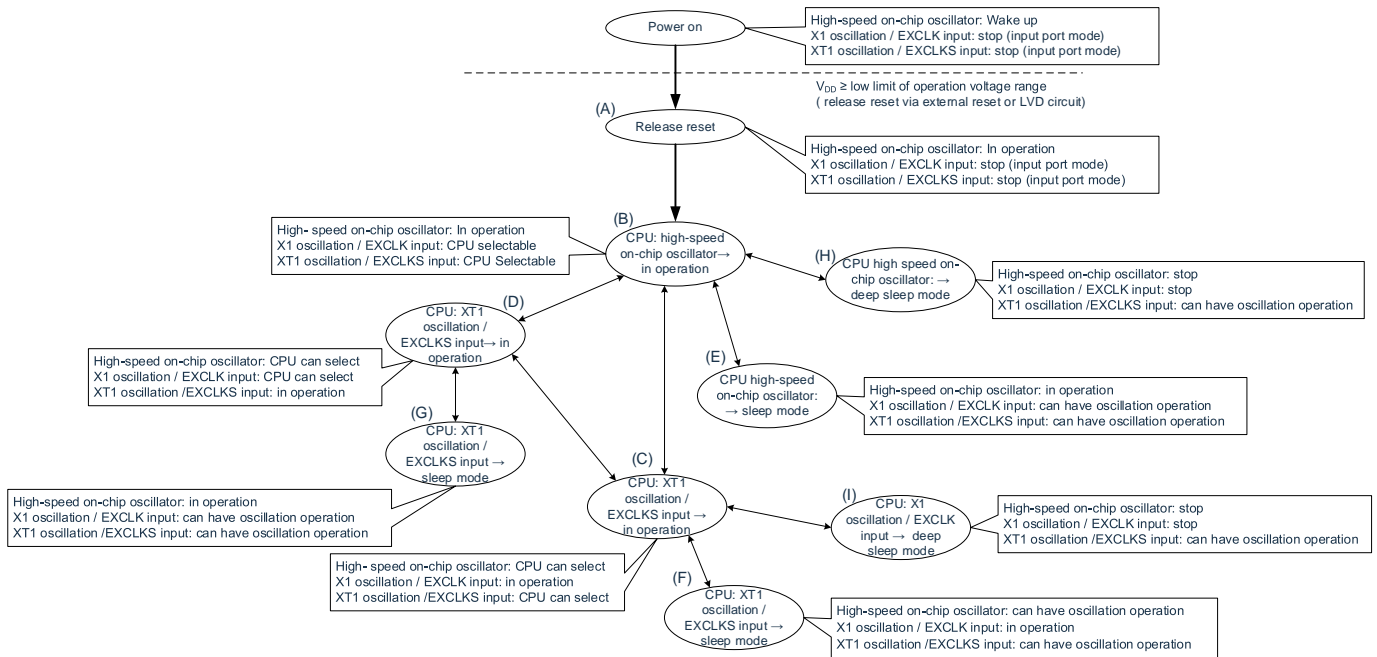 Power on
High-speed on-chip oscillator: Wake up
X1 oscillation / EXCLK input: stop (input port mode)
XT1 oscillation / EXCLKS input: stop (input port mode)
VDD ≥ low limit of operation voltage range
( release reset via external reset or LVD circuit)
(A)
Release reset
High-speed on-chip oscillator: In operation
X1 oscillation / EXCLK input: stop (input port mode)
XT1 oscillation / EXCLKS input: stop (input port mode)
(B)
CPU: high-speed
on-chip oscillator→
in operation
High- speed on-chip oscillator: In operation
X1 oscillation / EXCLK input: CPU selectable
XT1 oscillation / EXCLKS input: CPU Selectable
(H)
CPU high speed on-
chip oscillator: →
deep sleep mode
High-speed on-chip oscillator: stop
X1 oscillation / EXCLK input: stop
XT1 oscillation /EXCLKS input: can have oscillation operation
(D)
CPU: XT1
oscillation /
EXCLKS input→ in
operation
High-speed on-chip oscillator: CPU can select
X1 oscillation / EXCLK input: CPU can select
XT1 oscillation /EXCLKS input: in operation
(E)
CPU high-speed
on-chip oscillator:
→ sleep mode
High-speed on-chip oscillator: in operation
X1 oscillation / EXCLK input: can have oscillation operation
XT1 oscillation /EXCLKS input: can have oscillation operation
(G)
CPU: XT1
oscillation /
EXCLKS input →
sleep mode
High-speed on-chip oscillator: in operation
X1 oscillation / EXCLK input: can have oscillation operation
XT1 oscillation /EXCLKS input: can have oscillation operation
(C)
CPU: XT1
oscillation /
EXCLKS input →
in operation
High- speed on-chip oscillator: CPU can select
X1 oscillation / EXCLK input: in operation
XT1 oscillation /EXCLKS input: CPU can select
(I)
CPU: X1
oscillation / EXCLK
input → deep
sleep mode
High-speed on-chip oscillator: stop
X1 oscillation / EXCLK input: stop
XT1 oscillation /EXCLKS input: can have oscillation operation
(F)
CPU: XT1
oscillation /
EXCLKS input →
sleep mode
High-speed on-chip oscillator: can have oscillation operation
X1 oscillation / EXCLK input: in operation
XT1 oscillation /EXCLKS input: can have oscillation operation